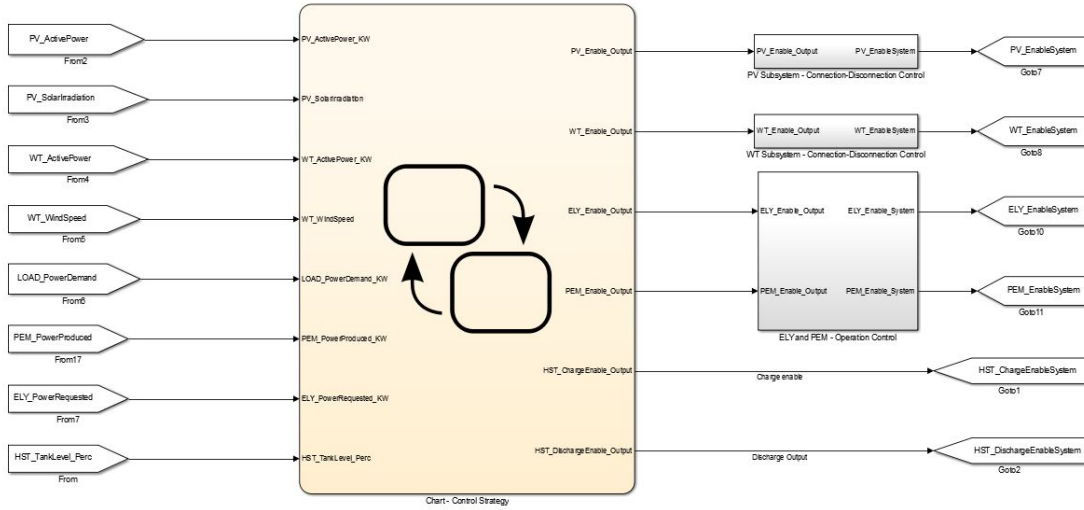 PV_ActivePower
From2
PV_SolarIrradiation
From3
WT_ActivePower
From4
WT_WindSpeed
From5
LOAD_PowerDemand
From6
PEM_PowerProduced
From17
ELY_PowerRequested
From7
HST_TankLevel_Perc
From
PV_ActivePower_KW
PV_SolarIrradiation
WT_ActivePower_KW
WT_WindSpeed
LOAD_PowerDemand_KW
PEM_PowerProduced_KW
ELY_PowerRequested_KW
HST_TankLevel_Perc
PV_Enable_Output
WT_Enable_Output
ELY_Enable_Output
PEM_Enable_Output
HST_ChargeEnable_Output
HST_DischargeEnable_Output
Chart - Control Strategy
PV_Enable_Output PV_EnableSystem
PV Subsystem - Connection-Disconnection Control
WT_Enable_Output WT_EnableSystem
WT Subsystem - Connection-Disconnection Control
ELY_Enable_Output ELY_Enable_System
PEM_Enable_Output PEM_Enable_System
ELY and PEM - Operation Control
Charge enable
Discharge Output
PV_EnableSystem
Goto7
WT_EnableSystem
Goto8
ELY_EnableSystem
Goto10
PEM_EnableSystem
Goto11
HST_ChargeEnableSystem
Goto1
HST_DischargeEnableSystem
Goto2